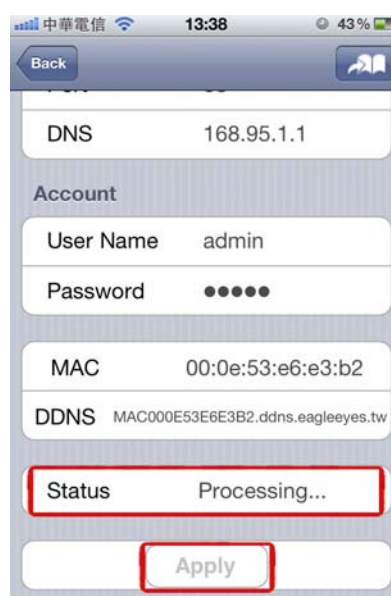 中華電信 13:38 43%
Back
DNS 168.95.1.1
Account
User Name admin
Password •••••
MAC 00:0e:53:e6:e3:b2
DDNS MAC000E53E6E3B2.ddns.eagleeyes.tw
Status Processing...
Apply